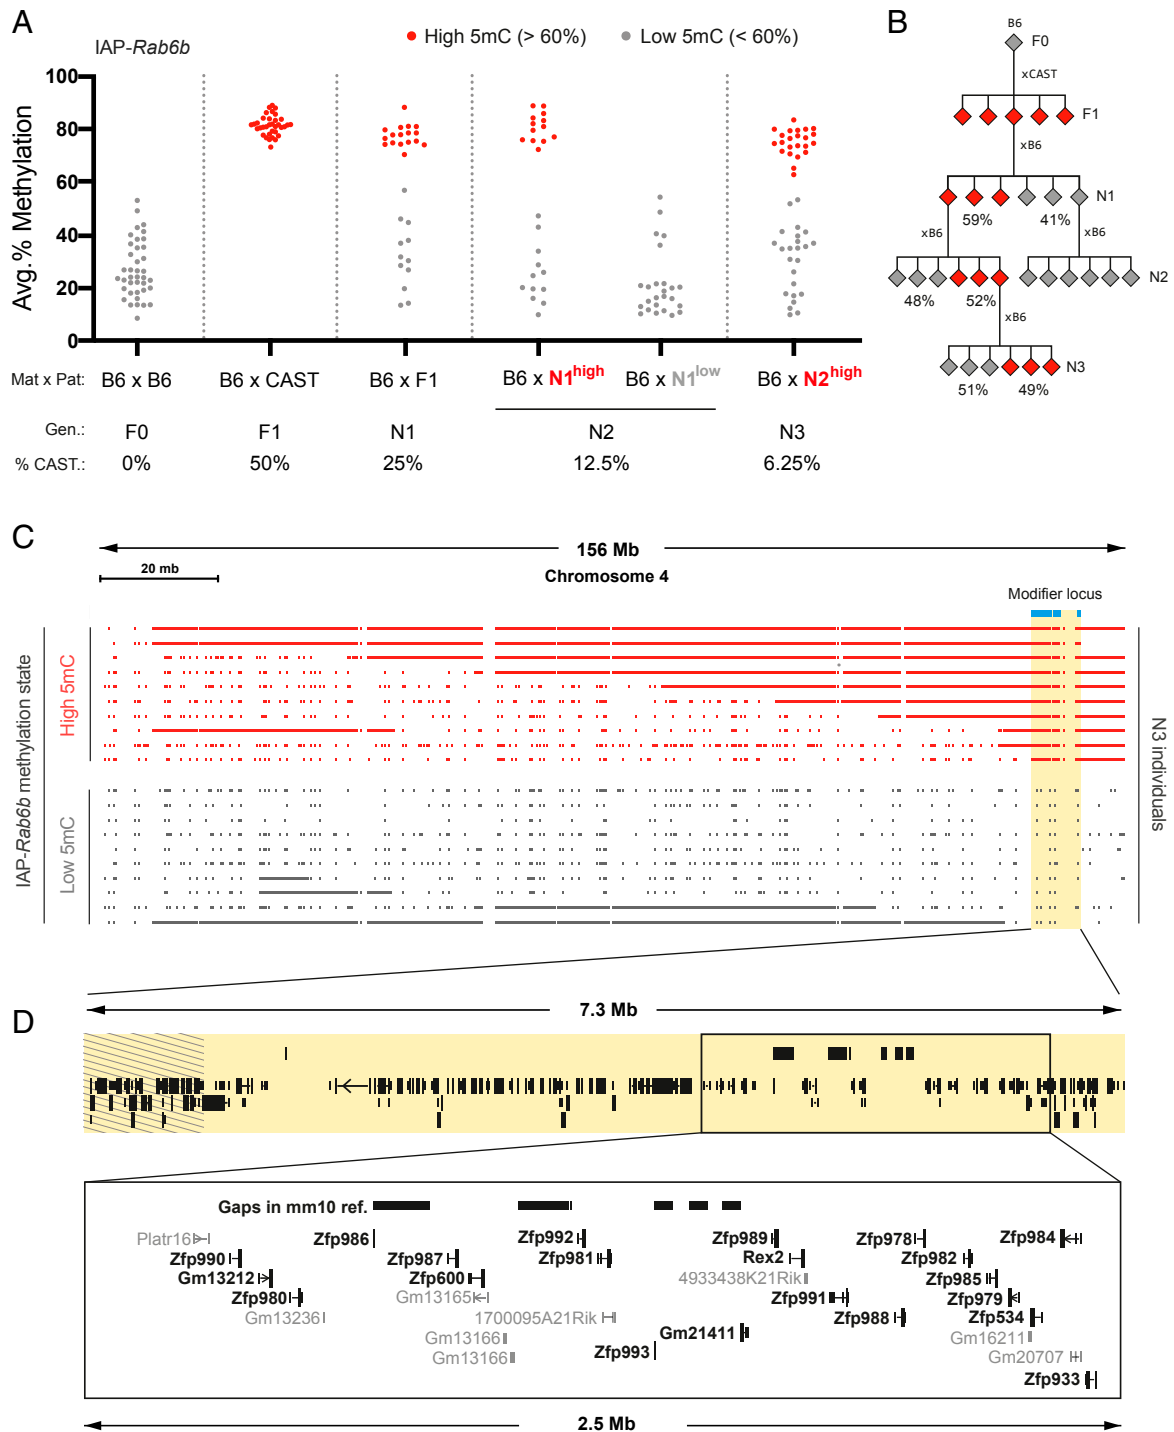 A
IAP-Rab6b
High 5mC (> 60%)
Low 5mC (< 60%)
Avg.% Methylation
100
80
60
40
20
0
Mat x Pat:
B6 x B6
B6 x CAST
B6 x F1
B6 x N1high
B6 x N1low
B6 x N2high
Gen.:
F0
F1
N1
N2
N3
% CAST.:
0%
50%
25%
12.5%
6.25%
B
B6
F0
xCAST
F1
xB6
N1
59%
41%
xB6
xB6
N2
48%
52%
xB6
N3
51%
49%
C
156 Mb
20 mb
Chromosome 4
Modifier locus
IAP-Rab6b methylation state
High 5mC
Low 5mC
N3 individuals
D
7.3 Mb
Gaps in mm10 ref.
Platr16
Zfp986
Zfp992
Zfp989
Zfp978
Zfp984
Zfp990
Zfp987
Zfp981
Rex2
Zfp982
Gm13212
Zfp600
4933438K21Rik
Zfp985
Zfp980
Gm13165
Zfp991
Zfp979
Gm13236
1700095A21Rik
Zfp988
Zfp534
Gm13166
Gm21411
Gm16211
Gm13166
Zfp993
Gm20707
Zfp933
2.5 Mb